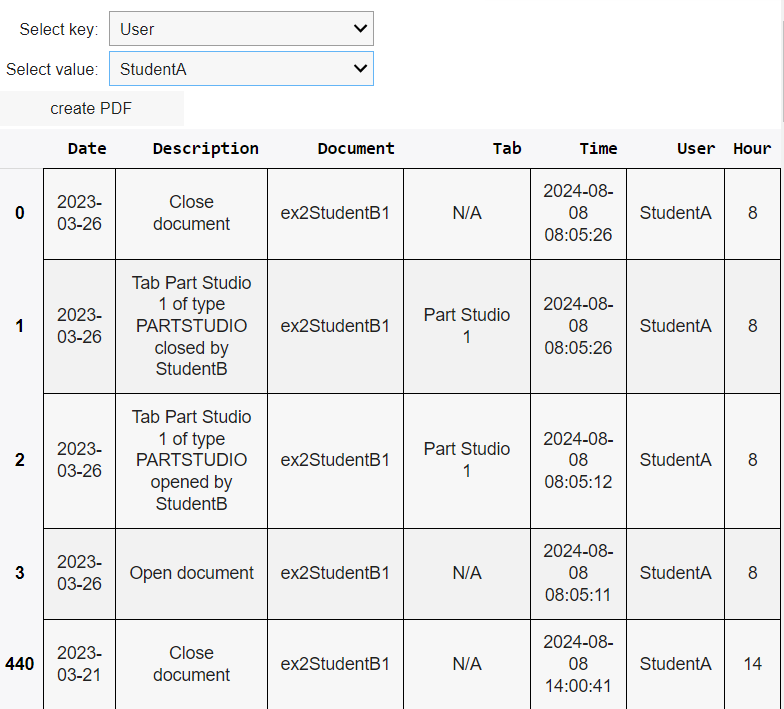 Select key: User
Select value: StudentA
create PDF
Date Description Document Tab Time User Hour
0 2023-03-26 Close document ex2StudentB1 N/A 2024-08-08 08:05:26 StudentA 8
1 2023-03-26 Tab Part Studio 1 of type PARTSTUDIO closed by StudentB ex2StudentB1 Part Studio 1 2024-08-08 08:05:26 StudentA 8
2 2023-03-26 Tab Part Studio 1 of type PARTSTUDIO opened by StudentB ex2StudentB1 Part Studio 1 2024-08-08 08:05:12 StudentA 8
3 2023-03-26 Open document ex2StudentB1 N/A 2024-08-08 08:05:11 StudentA 8
440 2023-03-21 Close document ex2StudentB1 N/A 2024-08-08 14:00:41 StudentA 14